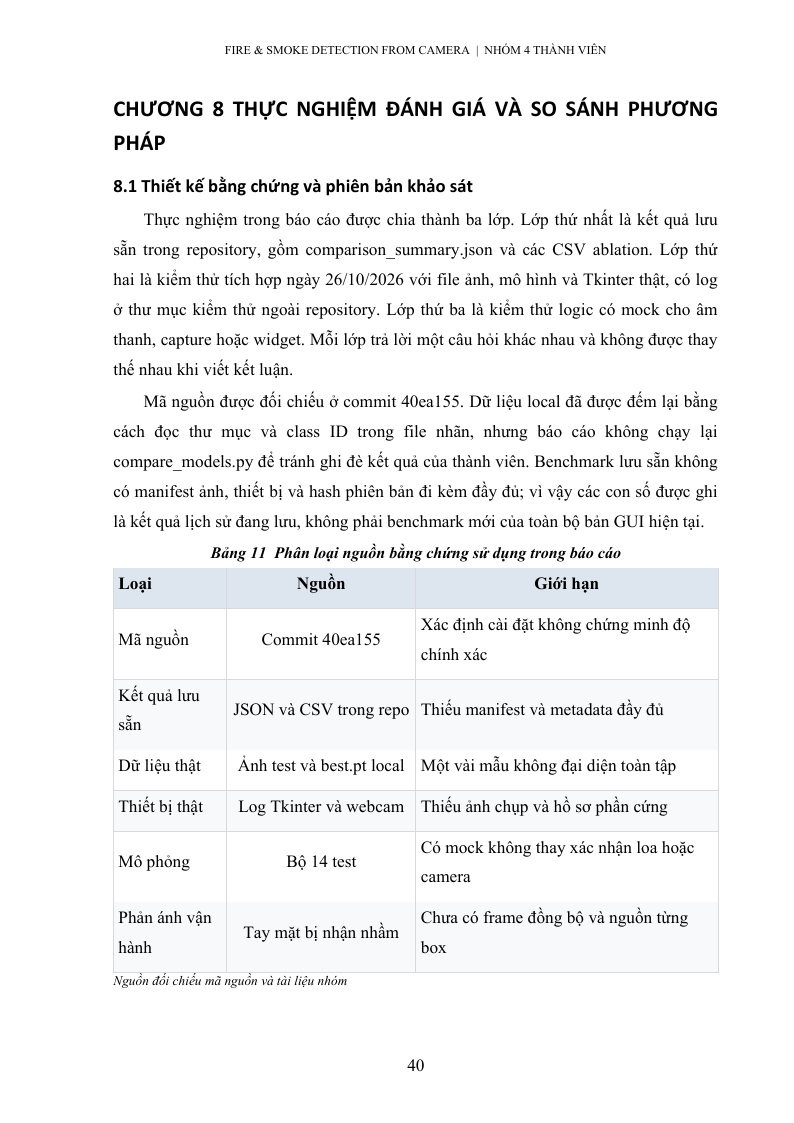 FIRE & SMOKE DETECTION FROM CAMERA | NHÓM 4 THÀNH VIÊN
CHƯƠNG 8 THỰC NGHIỆM ĐÁNH GIÁ VÀ SO SÁNH PHƯƠNG
PHÁP
8.1 Thiết kế bằng chứng và phiên bản khảo sát
Thực nghiệm trong báo cáo được chia thành ba lớp. Lớp thứ nhất là kết quả lưu
sẵn trong repository, gồm comparison_summary.json và các CSV ablation. Lớp thứ
hai là kiểm thử tích hợp ngày 26/10/2026 với file ảnh, mô hình và Tkinter thật, có log
ở thư mục kiểm thử ngoài repository. Lớp thứ ba là kiểm thử logic có mock cho âm
thanh, capture hoặc widget. Mỗi lớp trả lời một câu hỏi khác nhau và không được thay
thế nhau khi viết kết luận.
Mã nguồn được đối chiếu ở commit 40ea155. Dữ liệu local đã được đếm lại bằng
cách đọc thư mục và class ID trong file nhãn, nhưng báo cáo không chạy lại
compare_models.py để tránh ghi đè kết quả của thành viên. Benchmark lưu sẵn không
có manifest ảnh, thiết bị và hash phiên bản đi kèm đầy đủ; vì vậy các con số được ghi
là kết quả lịch sử đang lưu, không phải benchmark mới của toàn bộ bản GUI hiện tại.
Bảng 11 Phân loại nguồn bằng chứng sử dụng trong báo cáo
Loại Nguồn Giới hạn
Mã nguồn Commit 40ea155 Xác định cài đặt không chứng minh độ
chính xác
Kết quả lưu
sẵn JSON và CSV trong repo Thiếu manifest và metadata đầy đủ
Dữ liệu thật Ảnh test và best.pt local Một vài mẫu không đại diện toàn tập
Thiết bị thật Log Tkinter và webcam Thiếu ảnh chụp và hồ sơ phần cứng
Mô phỏng Bộ 14 test Có mock không thay xác nhận loa hoặc
camera
Phản ánh vận
hành Tay mặt bị nhận nhầm Chưa có frame đồng bộ và nguồn từng
box
Nguồn đối chiếu mã nguồn và tài liệu nhóm
40